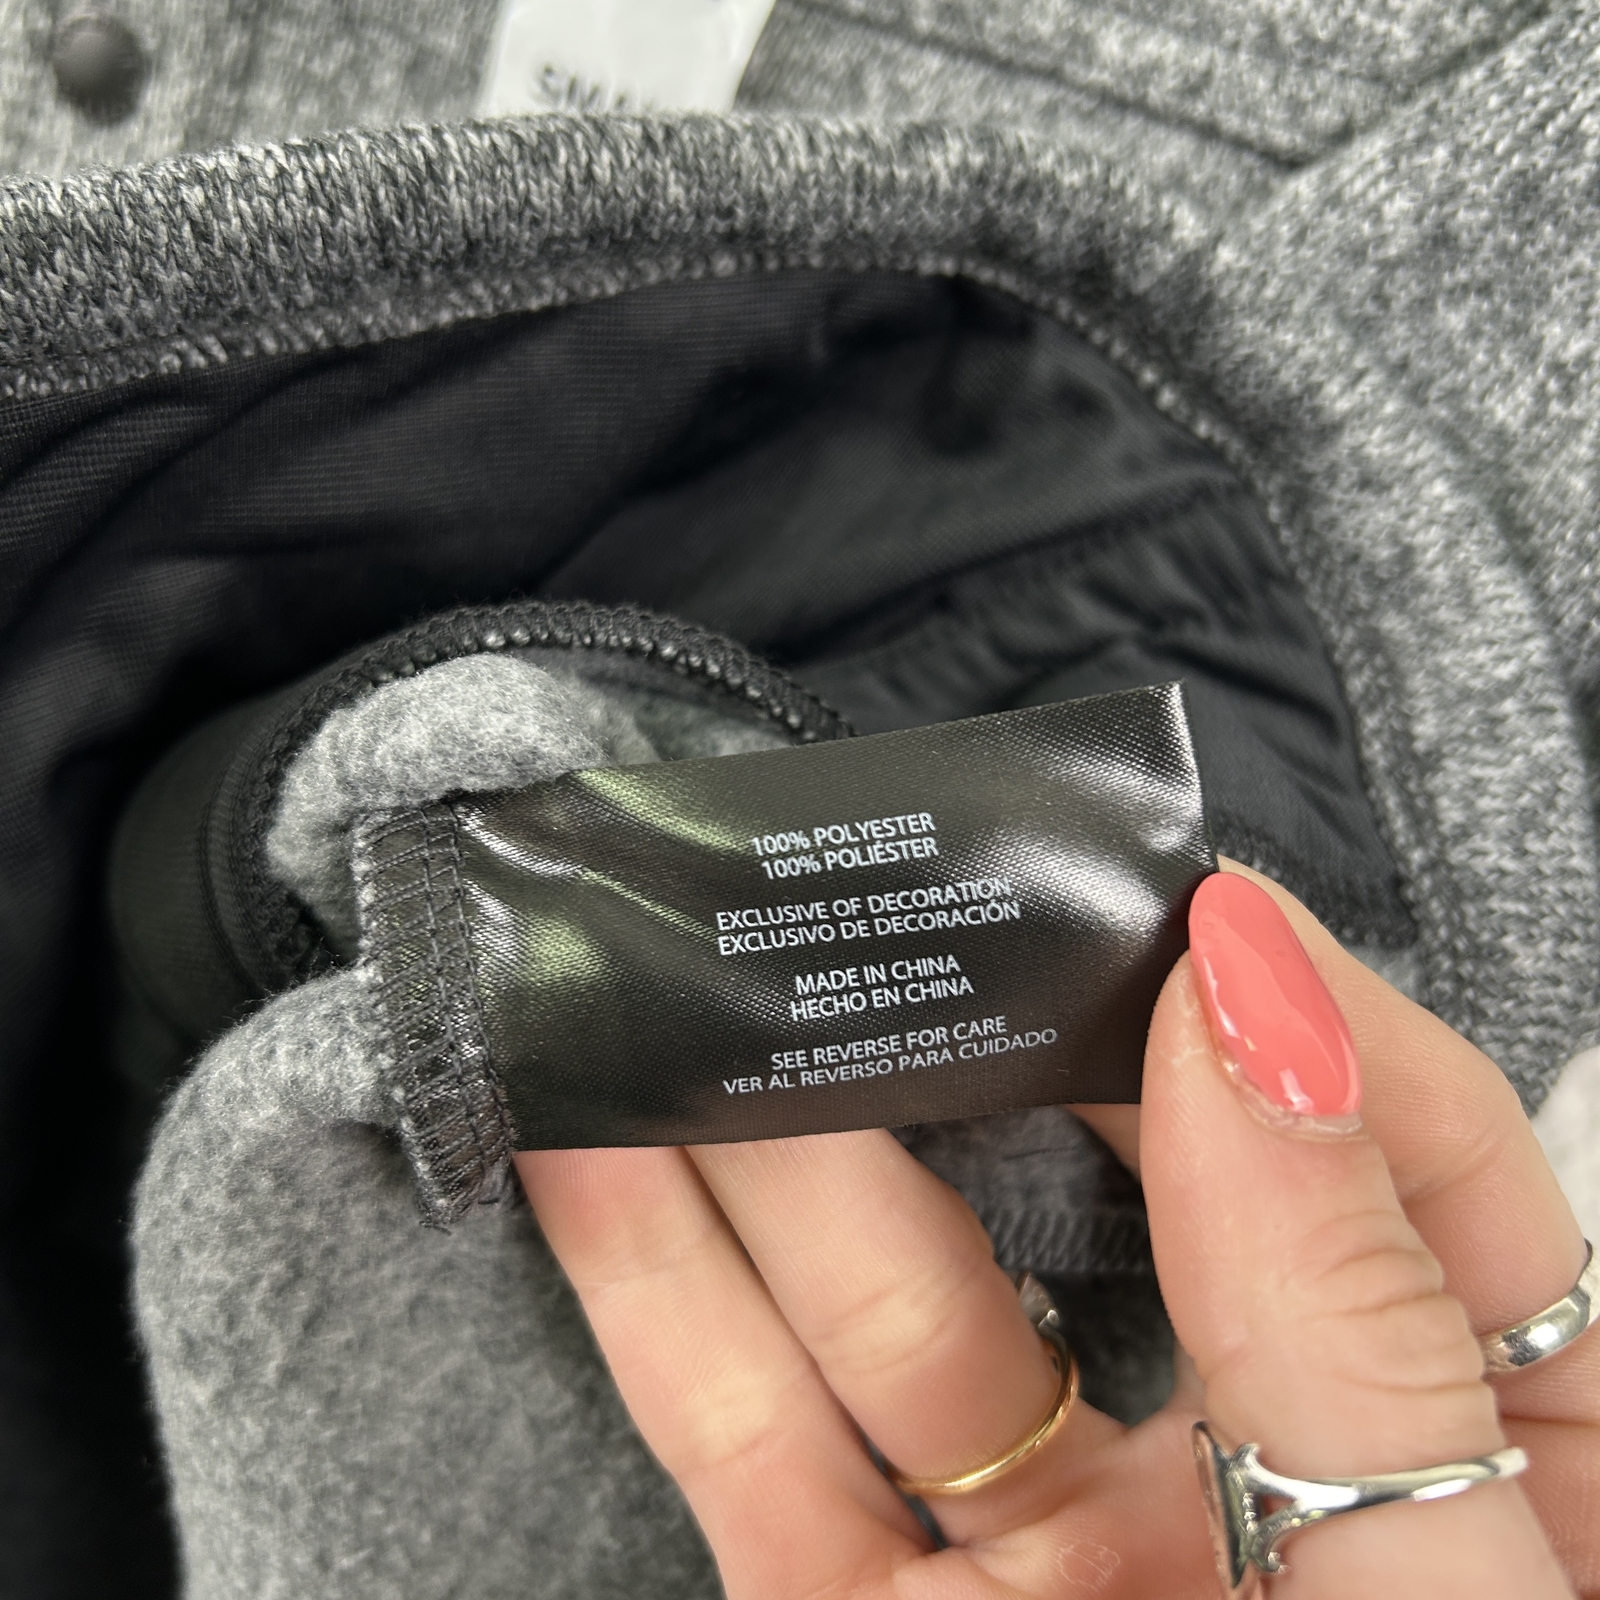 100% POLYESTER
100% POLIÉSTER
EXCLUSIVE OF DECORATION
EXCLUSIVO DE DECORACIÓN
MADE IN CHINA
HECHO EN CHINA
SEE REVERSE FOR CARE
VER AL REVERSO PARA CUIDADO